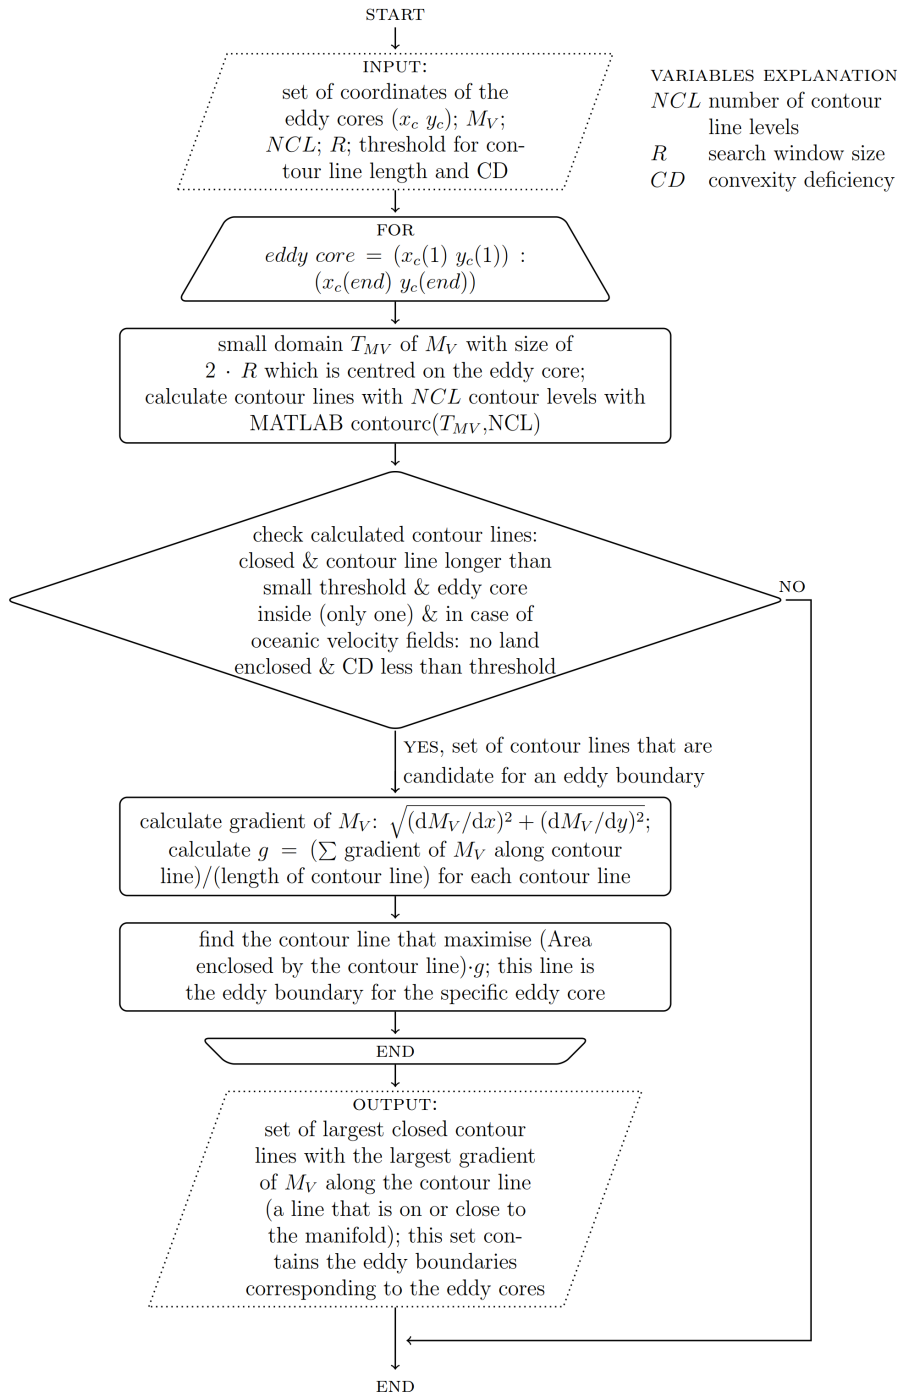 START
INPUT:
set of coordinates of the
eddy cores (x_c y_c); M_V;
NCL; R; threshold for con-
tour line length and CD
VARIABLES EXPLANATION
NCL number of contour
line levels
R search window size
CD convexity deficiency
FOR
eddy core = (x_c(1) y_c(1)) :
(x_c(end) y_c(end))
small domain T_{MV} of M_V with size of
2 · R which is centred on the eddy core;
calculate contour lines with NCL contour levels with
MATLAB contourc(T_{MV},NCL)
check calculated contour lines:
closed & contour line longer than
small threshold & eddy core
inside (only one) & in case of
oceanic velocity fields: no land
enclosed & CD less than threshold
NO
YES, set of contour lines that are
candidate for an eddy boundary
calculate gradient of M_V: √((dM_V/dx)² + (dM_V/dy)²);
calculate g = (∑ gradient of M_V along contour
line)/(length of contour line) for each contour line
find the contour line that maximise (Area
enclosed by the contour line)·g; this line is
the eddy boundary for the specific eddy core
END
OUTPUT:
set of largest closed contour
lines with the largest gradient
of M_V along the contour line
(a line that is on or close to
the manifold); this set con-
tains the eddy boundaries
corresponding to the eddy cores
END